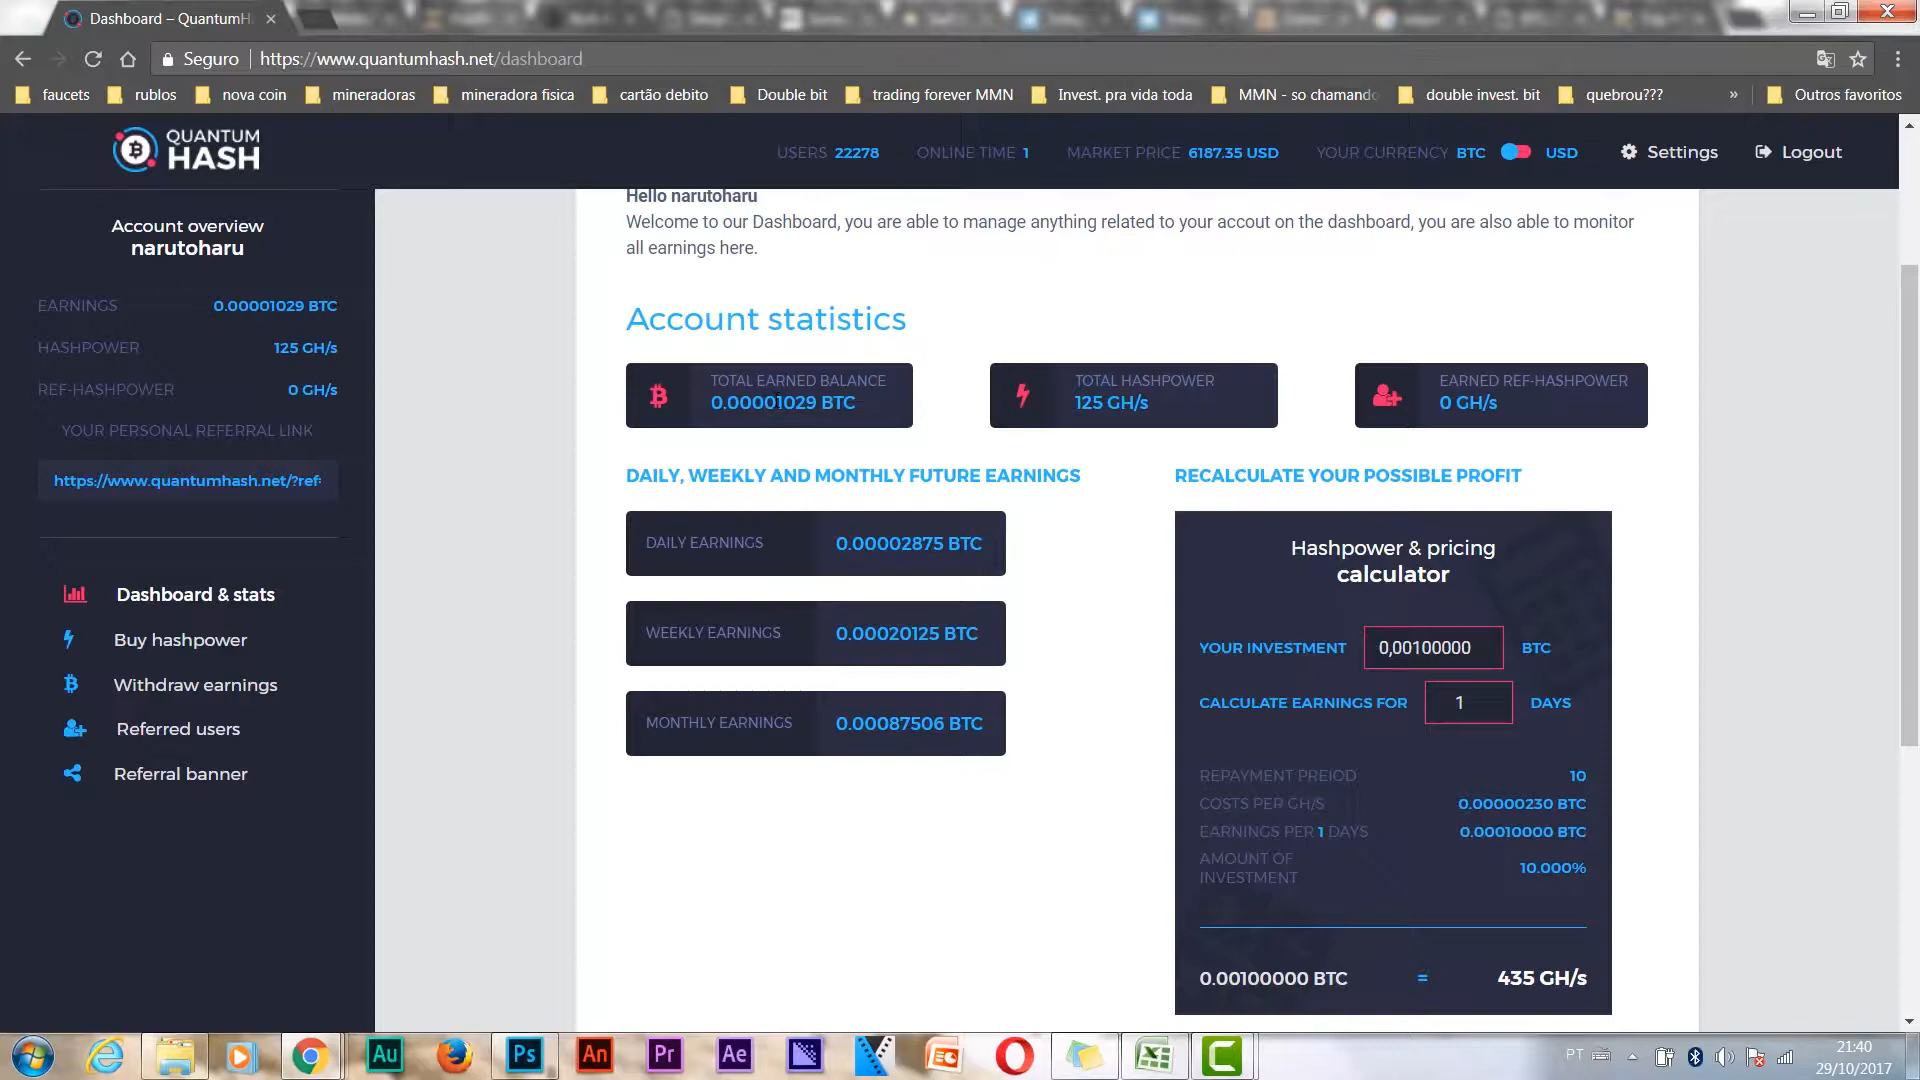 Dashboard – QuantumH
Seguro
https://www.quantumhash.net/dashboard
faucets
rublos
nova coin
mineradoras
mineradora fisica
cartão debito
Double bit
trading forever MMN
Invest. pra vida toda
MMN - so chamando
double invest. bit
quebrou???
»
Outros favoritos
QUANTUM
HASH
USERS 22278
ONLINE TIME 1
MARKET PRICE 6187.35 USD
YOUR CURRENCY BTC USD
Settings
Logout
Account overview
narutoharu
EARNINGS 0.00001029 BTC
HASHPOWER 125 GH/s
REF-HASHPOWER 0 GH/s
YOUR PERSONAL REFERRAL LINK
https://www.quantumhash.net/?ref=
Dashboard & stats
Buy hashpower
Withdraw earnings
Referred users
Referral banner
Hello narutoharu
Welcome to our Dashboard, you are able to manage anything related to your accout on the dashboard, you are also able to monitor
all earnings here.
Account statistics
TOTAL EARNED BALANCE
0.00001029 BTC
TOTAL HASHPOWER
125 GH/s
EARNED REF-HASHPOWER
0 GH/s
DAILY, WEEKLY AND MONTHLY FUTURE EARNINGS
DAILY EARNINGS 0.00002875 BTC
WEEKLY EARNINGS 0.00020125 BTC
MONTHLY EARNINGS 0.00087506 BTC
RECALCULATE YOUR POSSIBLE PROFIT
Hashpower & pricing
calculator
YOUR INVESTMENT 0,00100000 BTC
CALCULATE EARNINGS FOR 1 DAYS
REPAYMENT PREIOD 10
COSTS PER GH/S 0.00000230 BTC
EARNINGS PER 1 DAYS 0.00010000 BTC
AMOUNT OF
INVESTMENT 10.000%
0.00100000 BTC = 435 GH/s
Au
Ps
An
Pr
Ae
PT
21:40
29/10/2017